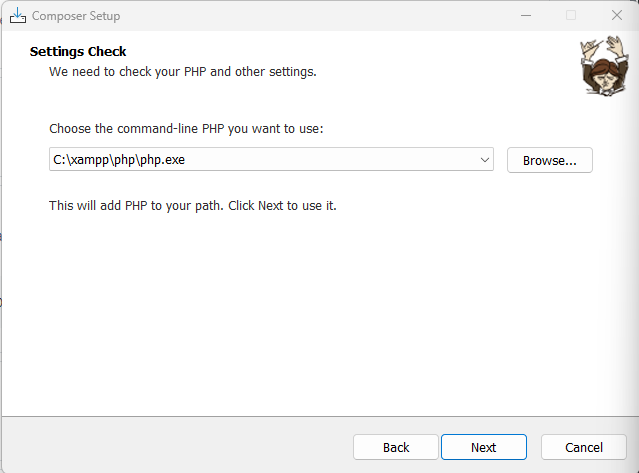 Composer Setup
Settings Check
We need to check your PHP and other settings.
Choose the command-line PHP you want to use:
C:\xampp\php\php.exe
Browse...
This will add PHP to your path. Click Next to use it.
Back
Next
Cancel